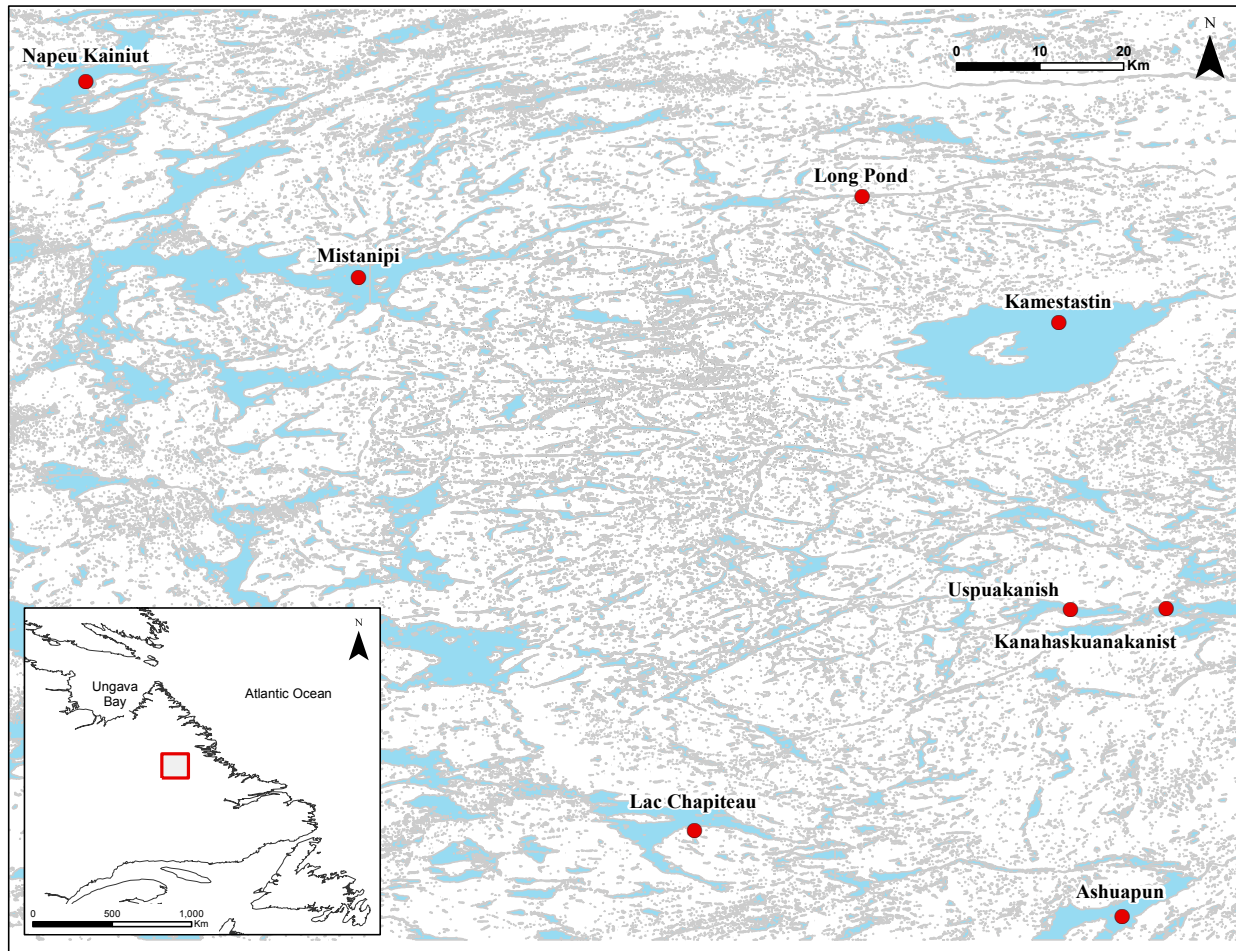 N
0 10 20
Km
Napeu Kainiut
Long Pond
Mistanipi
Kamestastin
Uspuakanish
Kanahaskuanakanist
Lac Chapiteau
Ashuapun
N
Ungava
Bay
Atlantic Ocean
0 500 1,000
Km